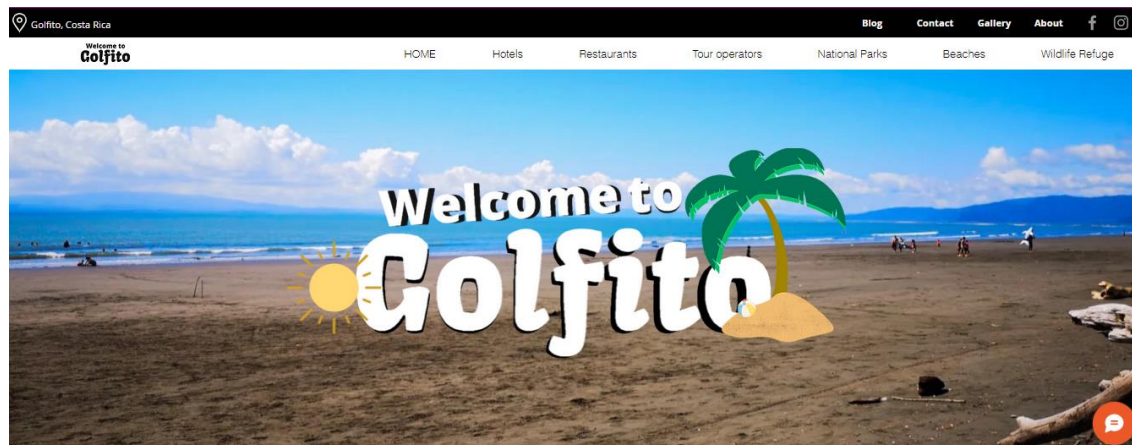 Golfito, Costa Rica
Blog Contact Gallery About
Welcome to
Golfito
HOME Hotels Restaurants Tour operators National Parks Beaches Wildlife Refuge
Welcome to
Golfito